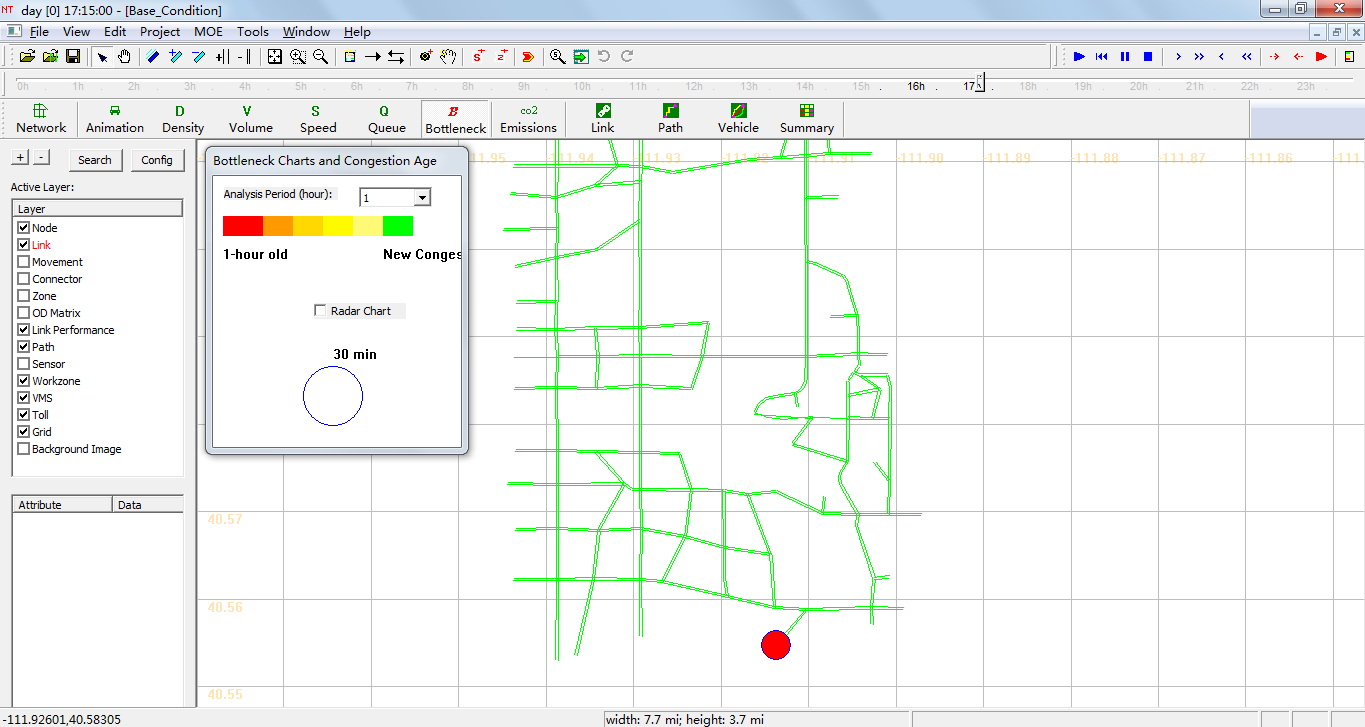 NT day [0] 17:15:00 - [Base_Condition]
File View Edit Project MOE Tools Window Help
0h 1h 2h 3h 4h 5h 6h 7h 8h 9h 10h 11h 12h 13h 14h 15h 16h 17h 18h 19h 20h 21h 22h 23h
D V S Q B co2
Network Animation Density Volume Speed Queue Bottleneck Emissions Link Path Vehicle Summary
+ - Search Config
Active Layer:
Layer
Node
Link
Movement
Connector
Zone
OD Matrix
Link Performance
Path
Sensor
Workzone
VMS
Toll
Grid
Background Image
Attribute Data
Bottleneck Charts and Congestion Age
Analysis Period (hour): 1
1-hour old New Conges
Radar Chart
30 min
-111.93 -111.90 -111.89 -111.88 -111.87 -111.86
40.57
40.56
40.55
-111.92601,40.58305 width: 7.7 mi; height: 3.7 mi